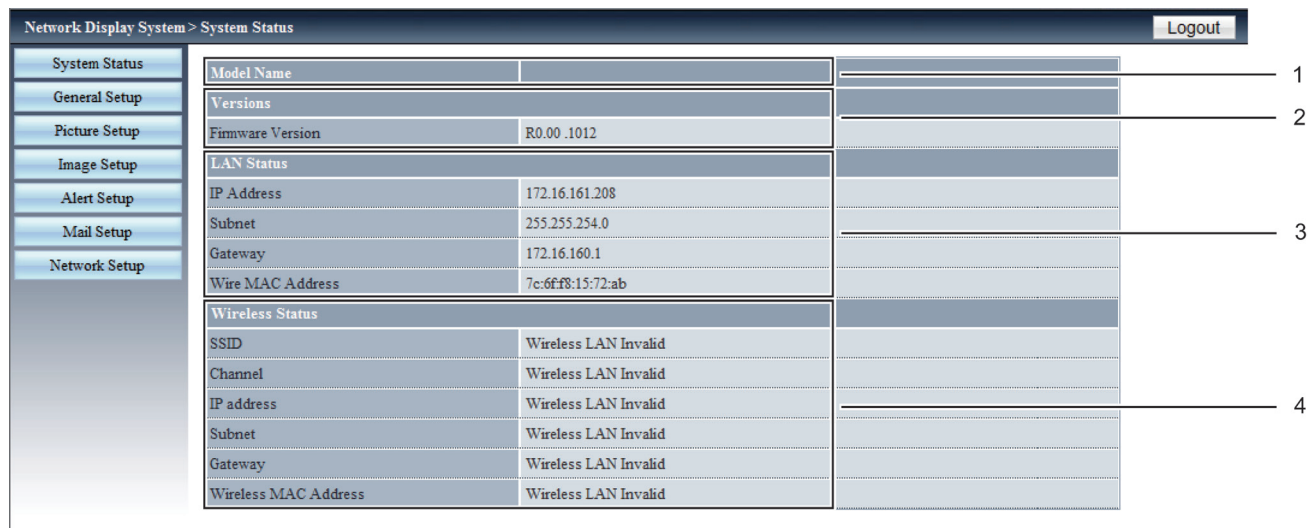 Network Display System > System Status
Logout
System Status
General Setup
Picture Setup
Image Setup
Alert Setup
Mail Setup
Network Setup
Model Name
Versions
Firmware Version R0.00 .1012
LAN Status
IP Address 172.16.161.208
Subnet 255.255.254.0
Gateway 172.16.160.1
Wire MAC Address 7c:6f:f8:15:72:ab
Wireless Status
SSID Wireless LAN Invalid
Channel Wireless LAN Invalid
IP address Wireless LAN Invalid
Subnet Wireless LAN Invalid
Gateway Wireless LAN Invalid
Wireless MAC Address Wireless LAN Invalid
1
2
3
4